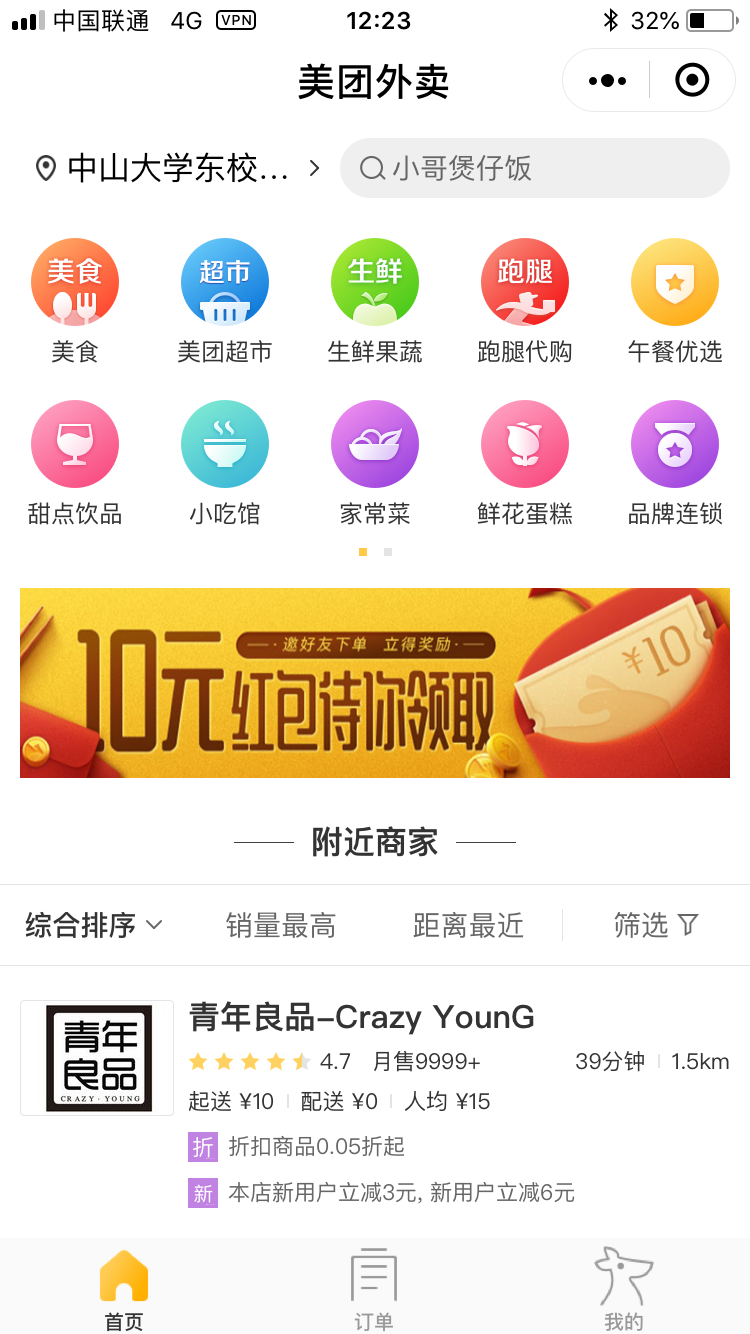 中国联通 4G VPN 12:23 32%
美团外卖
中山大学东校... 小哥煲仔饭
美食 超市 生鲜 跑腿
美食 美团超市 生鲜果蔬 跑腿代购 午餐优选
甜点饮品 小吃馆 家常菜 鲜花蛋糕 品牌连锁
邀好友下单 立得奖励
10元红包待你领取
¥10
附近商家
综合排序 销量最高 距离最近 筛选
青年良品
CRAZY·YOUNG
青年良品–Crazy YounG
4.7 月售9999+ 39分钟 1.5km
起送 ¥10 配送 ¥0 人均 ¥15
折 折扣商品0.05折起
新 本店新用户立减3元, 新用户立减6元
首页 订单 我的